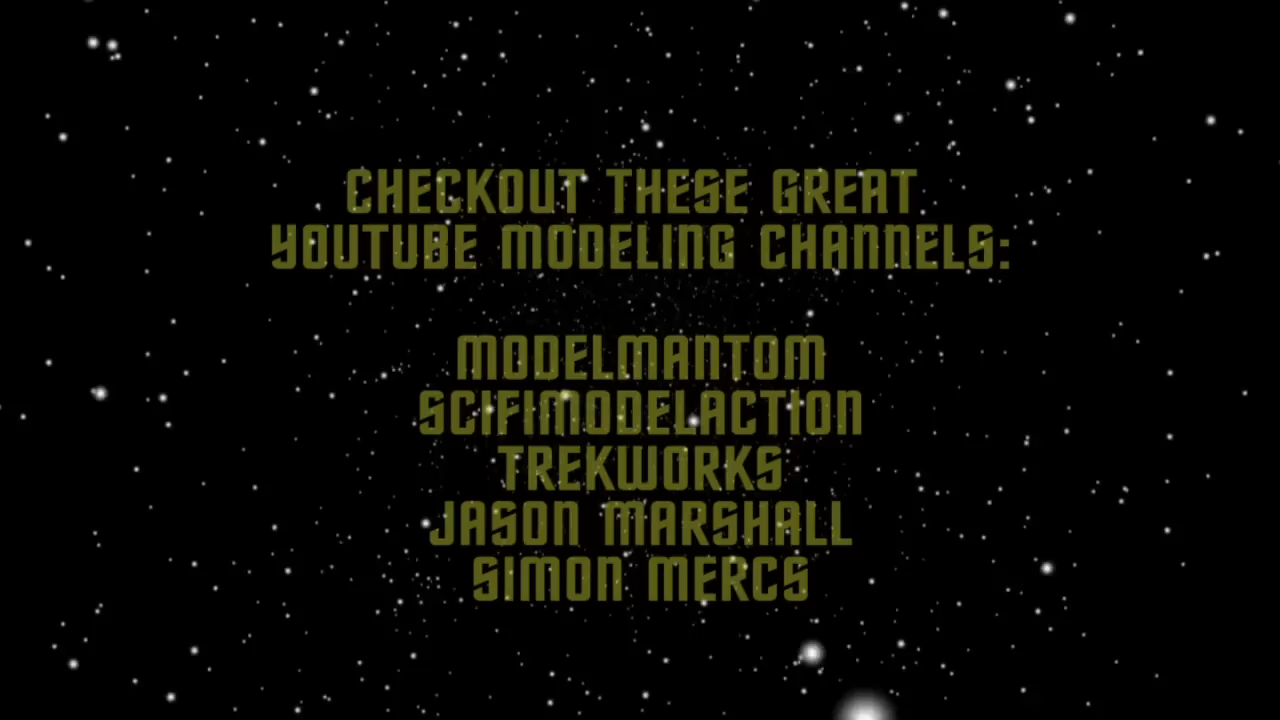 CHECKOUT THESE GREAT
YOUTUBE MODELING CHANNELS:
MODELMANTOM
SCIFIMODELACTION
TREKWORKS
JASON MARSHALL
SIMON MERCS